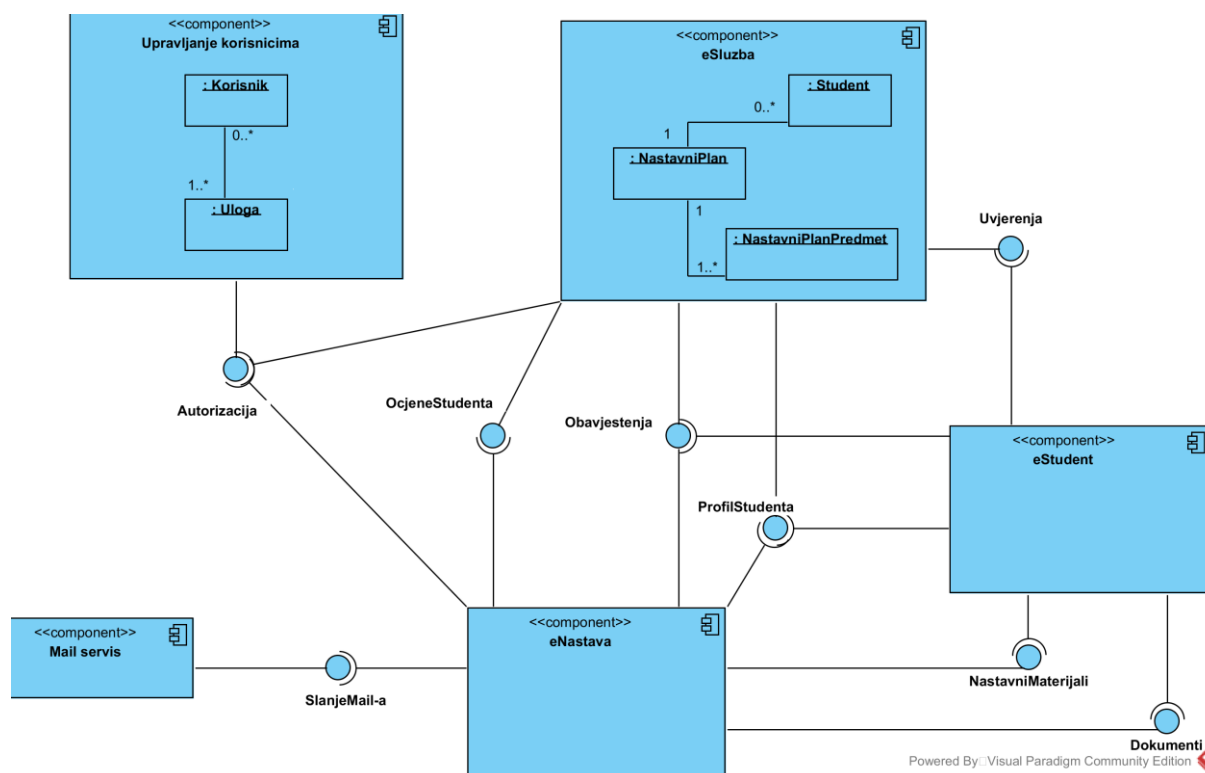 <<component>>
Upravljanje korisnicima
: Korisnik
0..*
1..*
: Uloga
<<component>>
eSluzba
: Student
0..*
1
: NastavniPlan
1
: NastavniPlanPredmet
1..*
Uvjerenja
Autorizacija
OcjeneStudenta
Obavjestenja
<<component>>
eStudent
ProfilStudenta
<<component>>
Mail servis
SlanjeMail-a
<<component>>
eNastava
NastavniMaterijali
Dokumenti
Powered By Visual Paradigm Community Edition